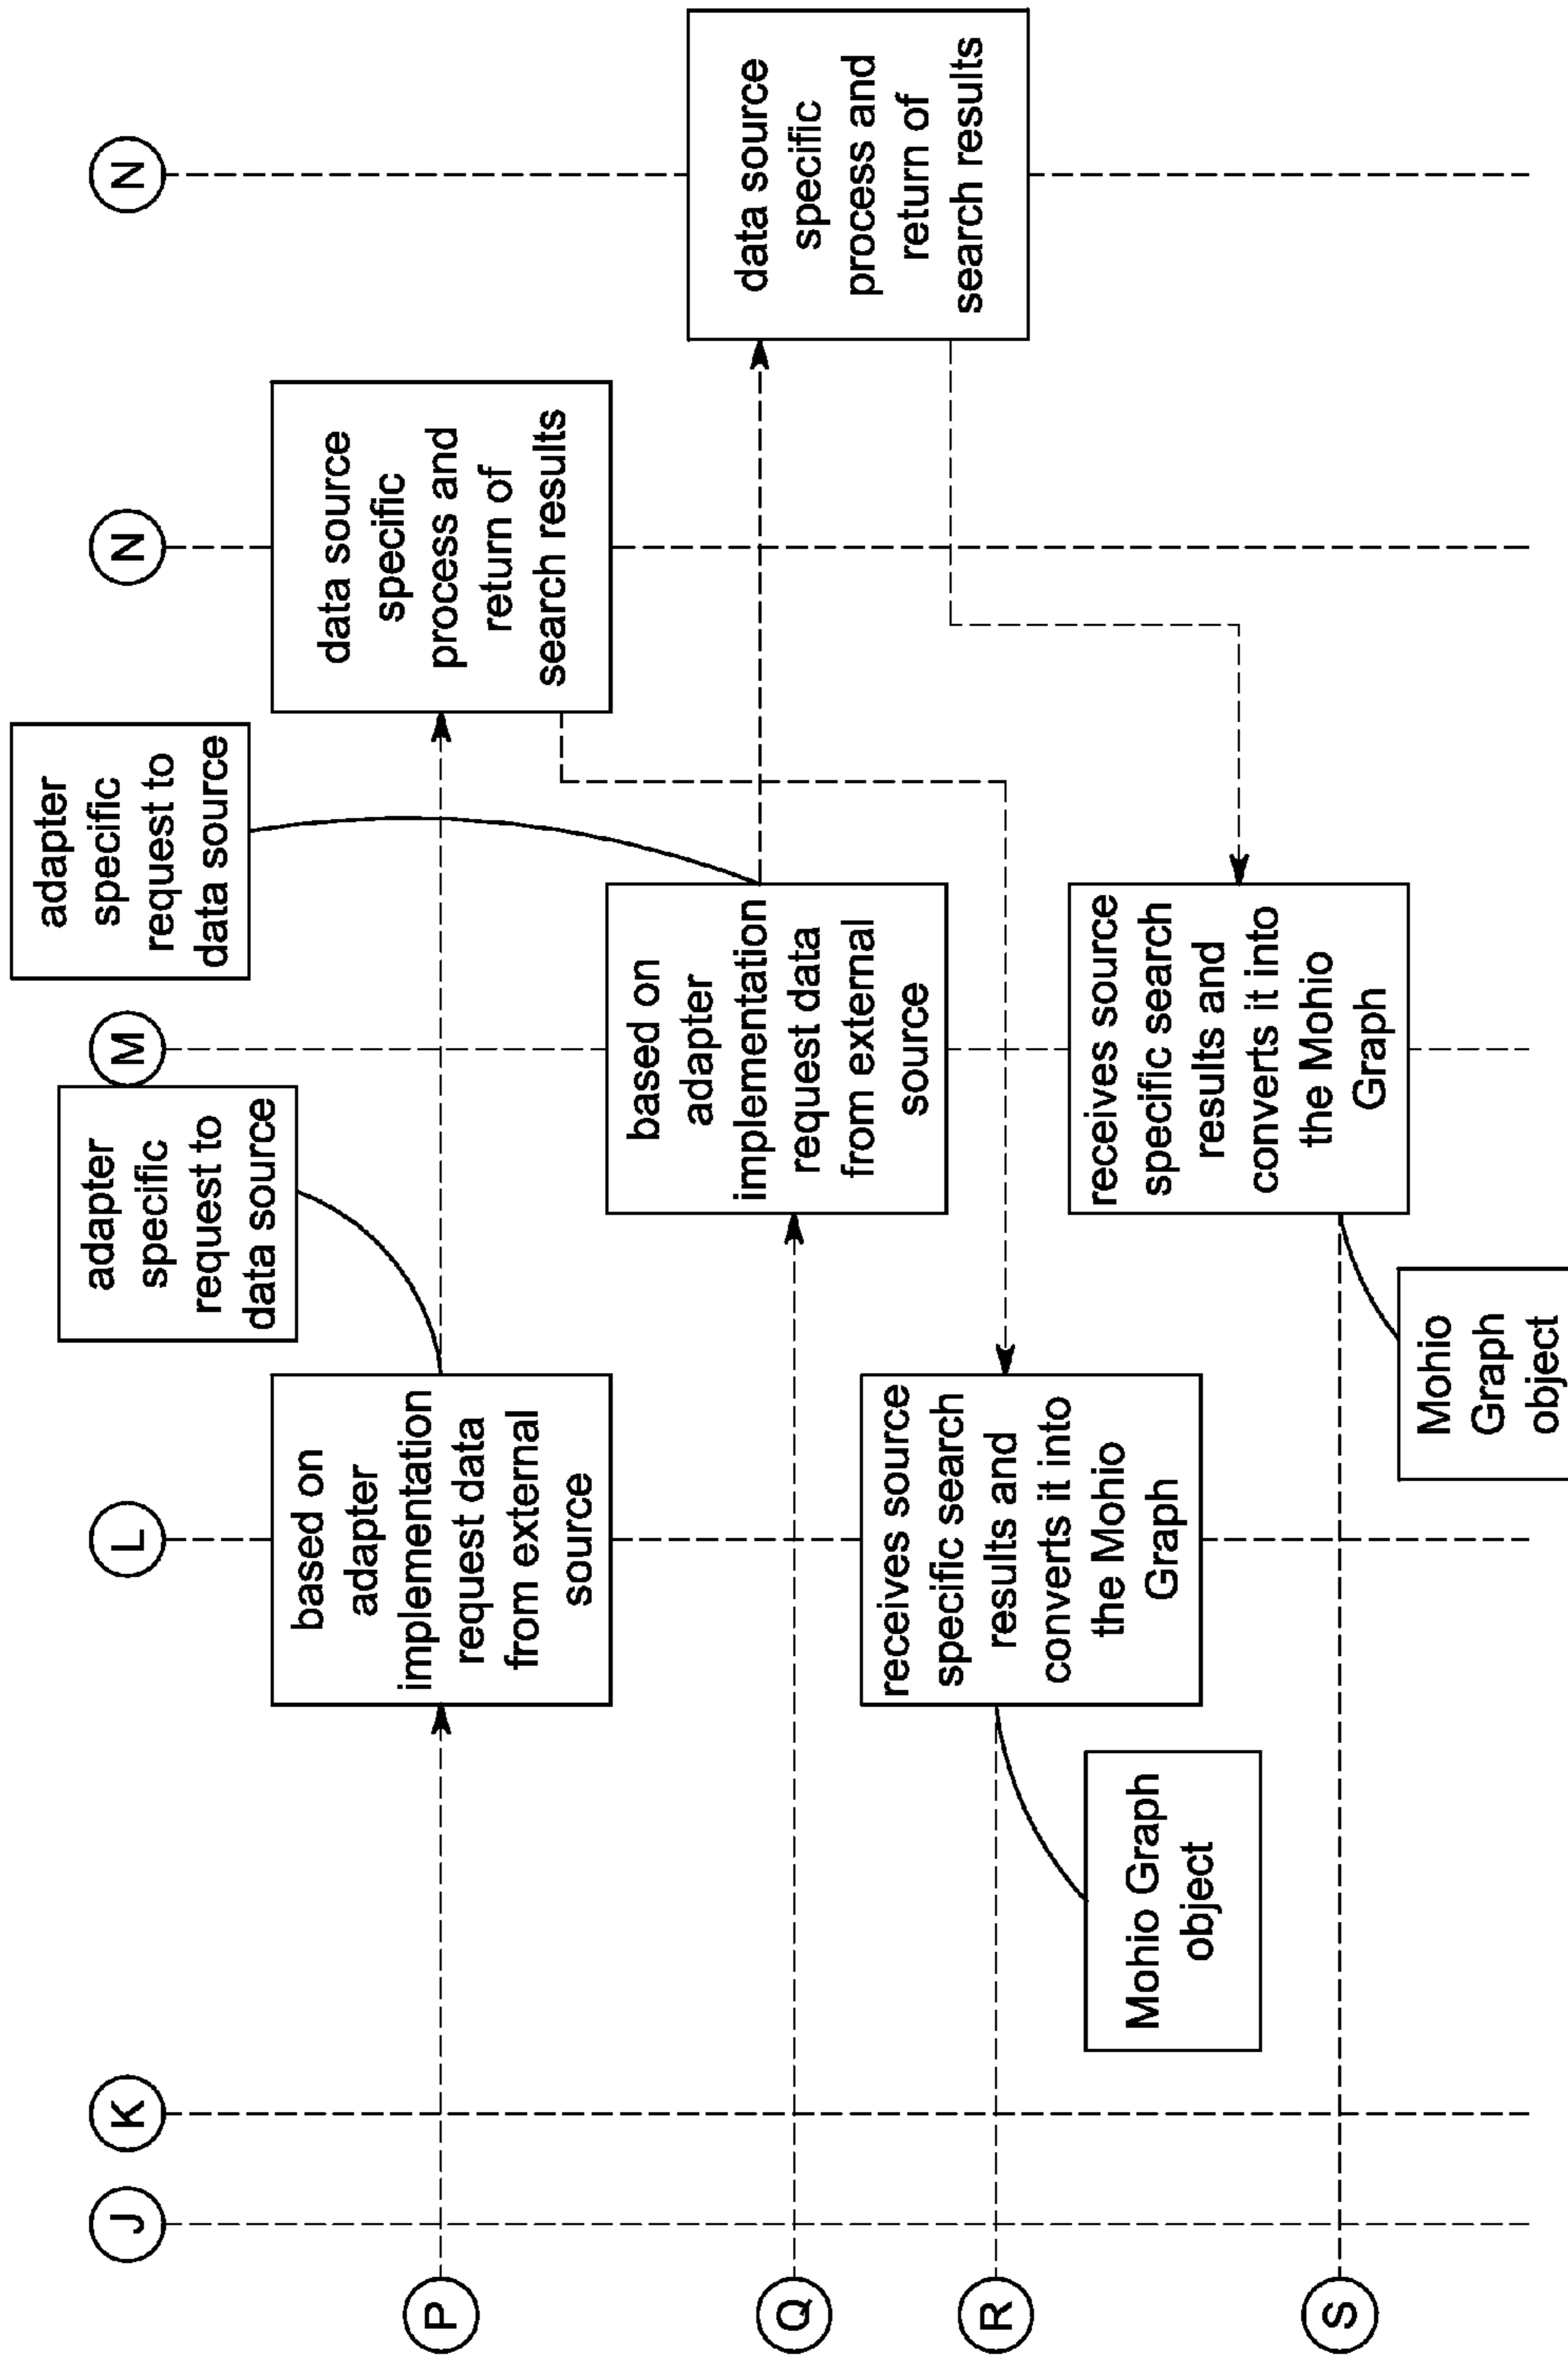 J
K
L
M
N
N
P
Q
R
S
adapter
specific
request to
data source
adapter
specific
request to
data source
based on
adapter
implementation
request data
from external
source
data source
specific
process and
return of
search results
based on
adapter
implementation
request data
from external
source
data source
specific
process and
return of
search results
receives source
specific search
results and
converts it into
the Mohio
Graph
Mohio Graph
object
receives source
specific search
results and
converts it into
the Mohio
Graph
Mohio
Graph
object